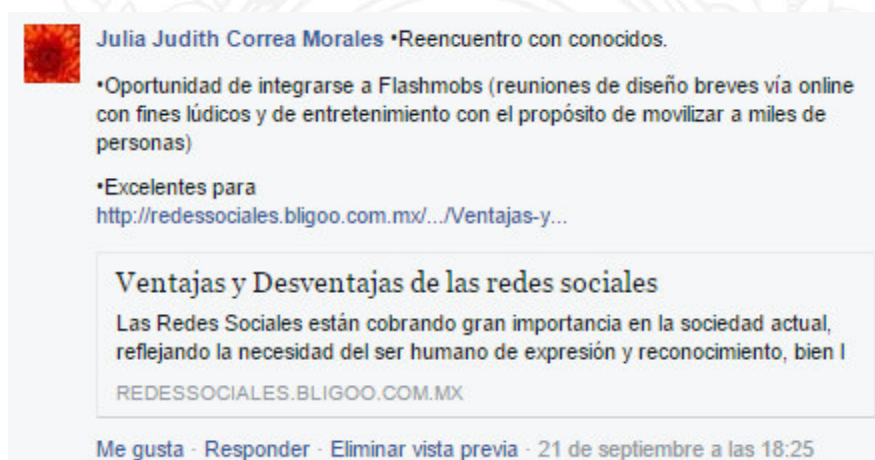 Julia Judith Correa Morales •Reencuentro con conocidos.
•Oportunidad de integrarse a Flashmobs (reuniones de diseño breves vía online
con fines lúdicos y de entretenimiento con el propósito de movilizar a miles de
personas)
•Excelentes para
http://redessociales.bligoo.com.mx/.../Ventajas-y...
Ventajas y Desventajas de las redes sociales
Las Redes Sociales están cobrando gran importancia en la sociedad actual,
reflejando la necesidad del ser humano de expresión y reconocimiento, bien l
REDESSOCIALES.BLIGOO.COM.MX
Me gusta · Responder · Eliminar vista previa · 21 de septiembre a las 18:25